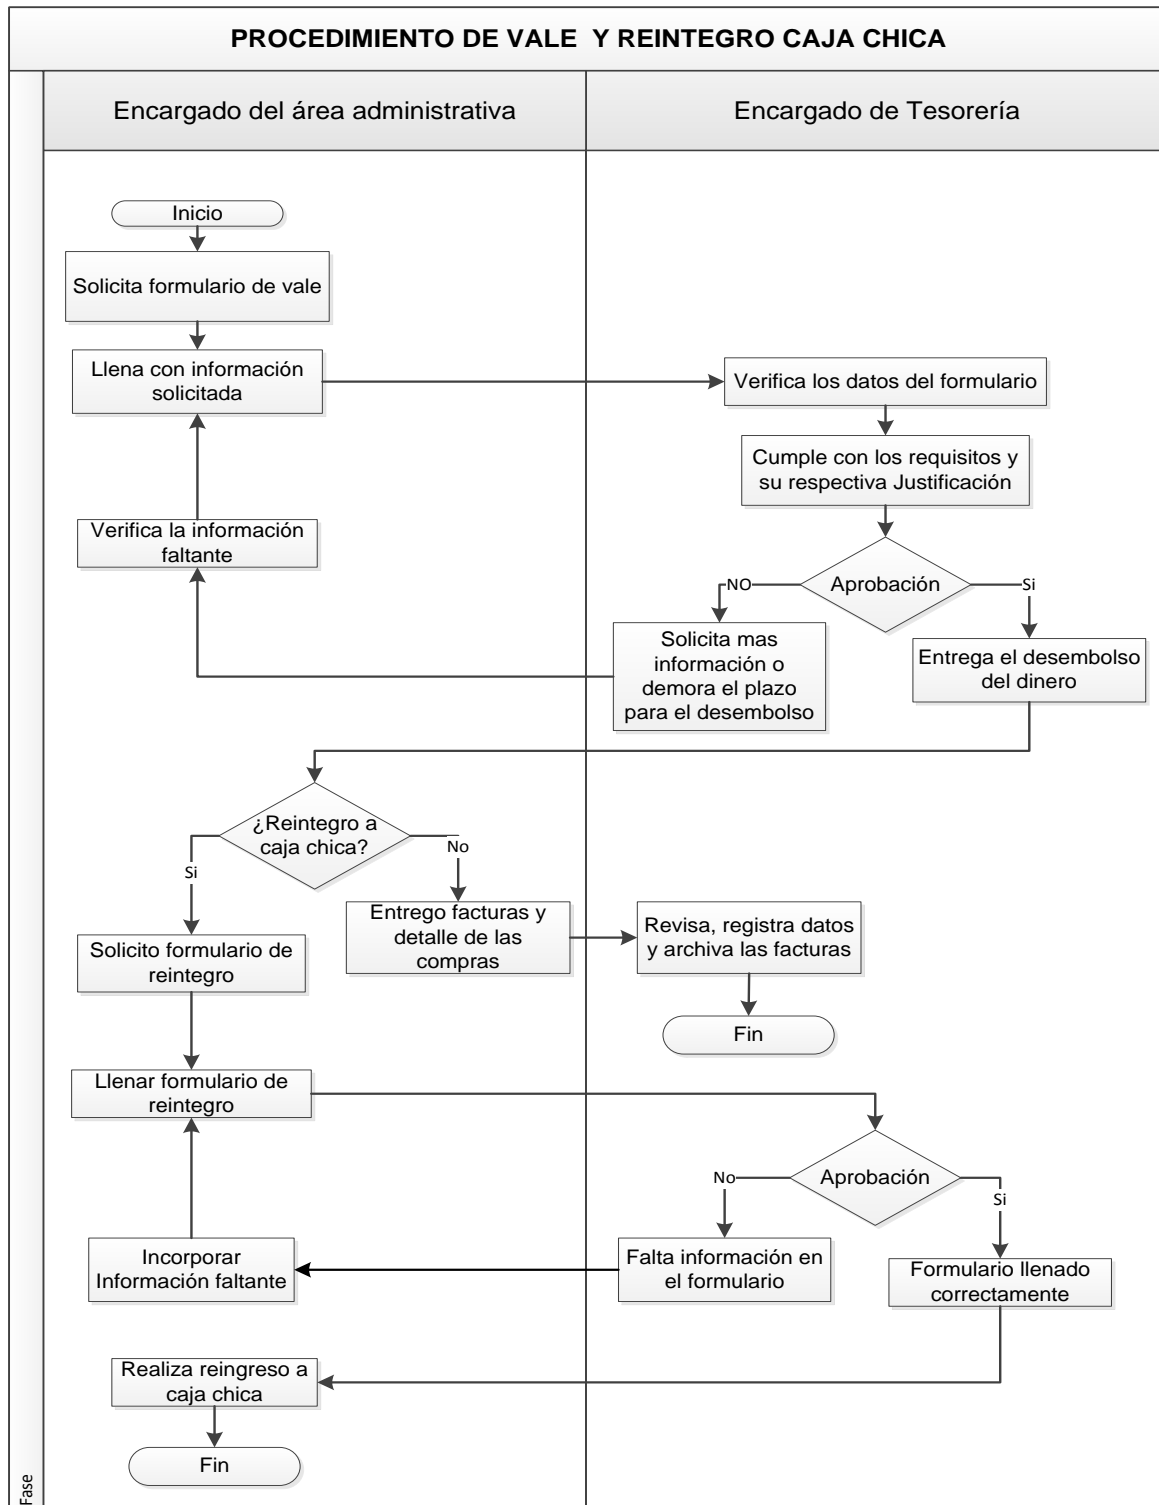 PROCEDIMIENTO DE VALE Y REINTEGRO CAJA CHICA
Encargado del área administrativa
Encargado de Tesorería
Inicio
Solicita formulario de vale
Llena con información
solicitada
Verifica los datos del formulario
Cumple con los requisitos y
su respectiva Justificación
Verifica la información
faltante
Aprobación
NO
Si
Solicita mas
información o
demora el plazo
para el desembolso
Entrega el desembolso
del dinero
¿Reintegro a
caja chica?
Si
No
Entrego facturas y
detalle de las
compras
Revisa, registra datos
y archiva las facturas
Solicito formulario de
reintegro
Fin
Llenar formulario de
reintegro
Aprobación
No
Si
Incorporar
Información faltante
Falta información en
el formulario
Formulario llenado
correctamente
Realiza reingreso a
caja chica
Fin
Fase